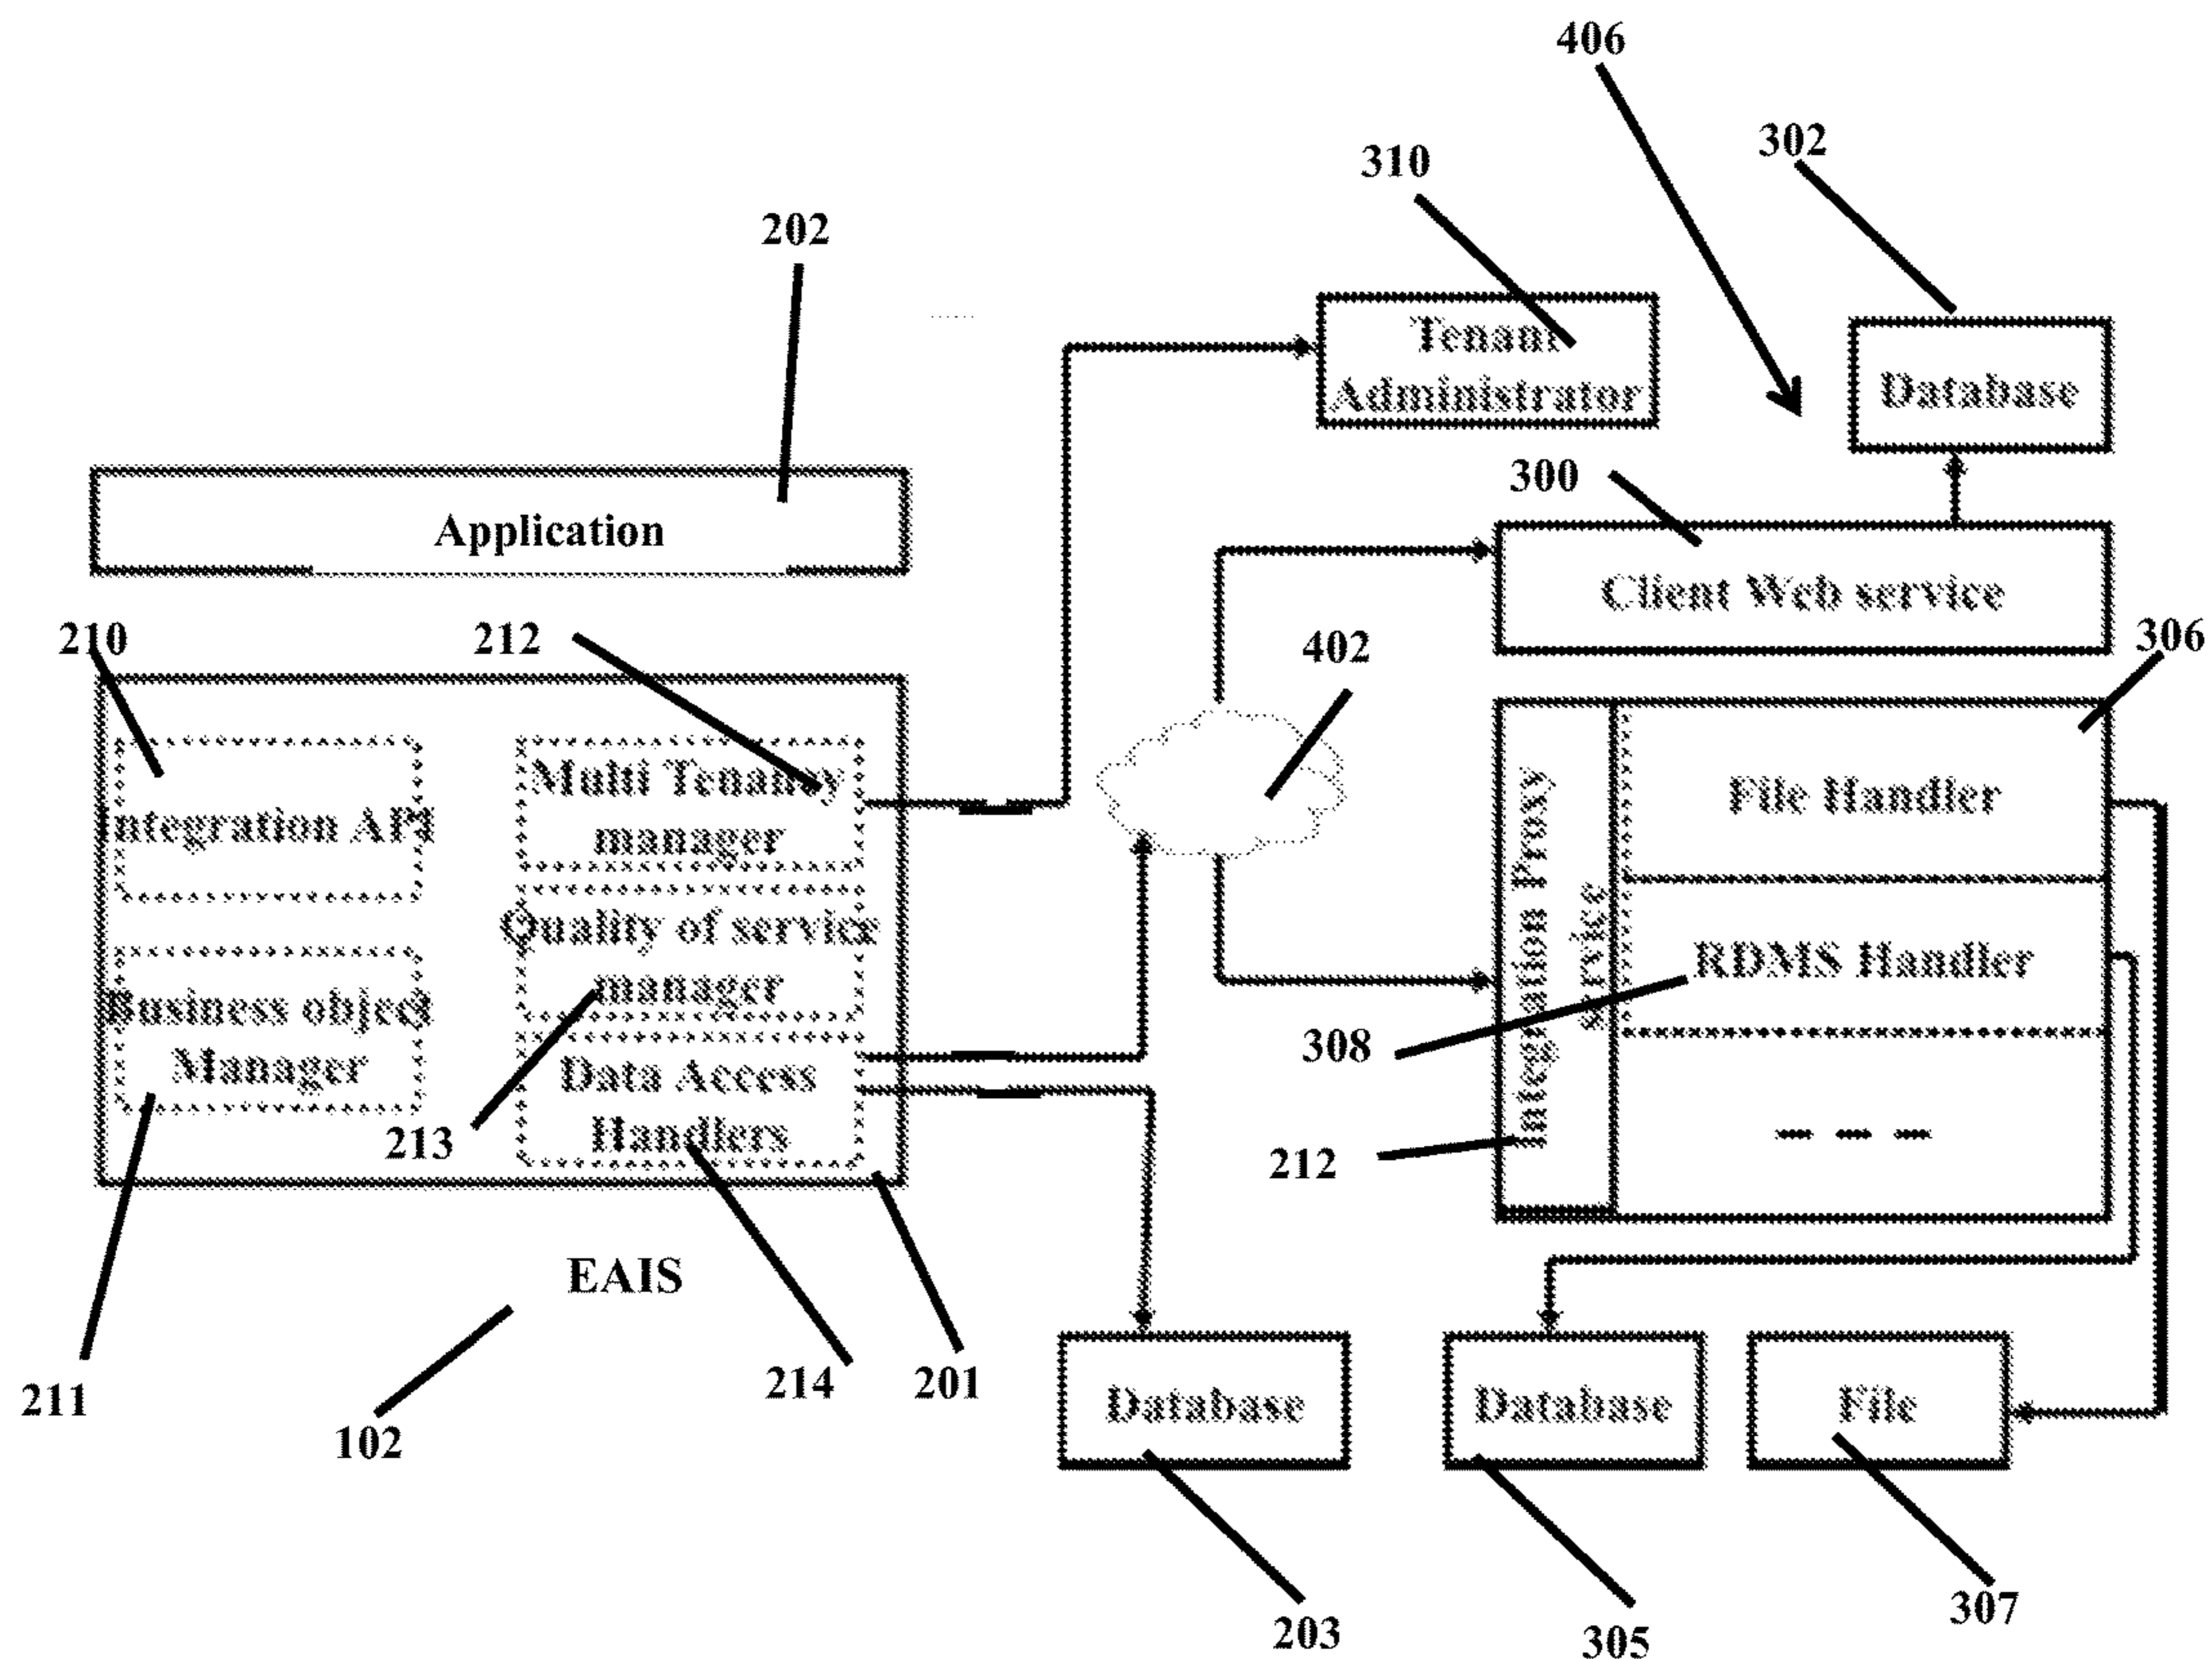 406
302
310
202
Tenant
Administrator
Database
300
Application
Client Web service
210
212
402
306
Multi Tenancy
manager
Integration API
File Handler
Integration Proxy
service
Quality of service
manager
RDMS Handler
Business object
Manager
308
Data Access
Handlers
213
212
– – –
EAIS
211
214
201
102
Database
Database
File
203
305
307